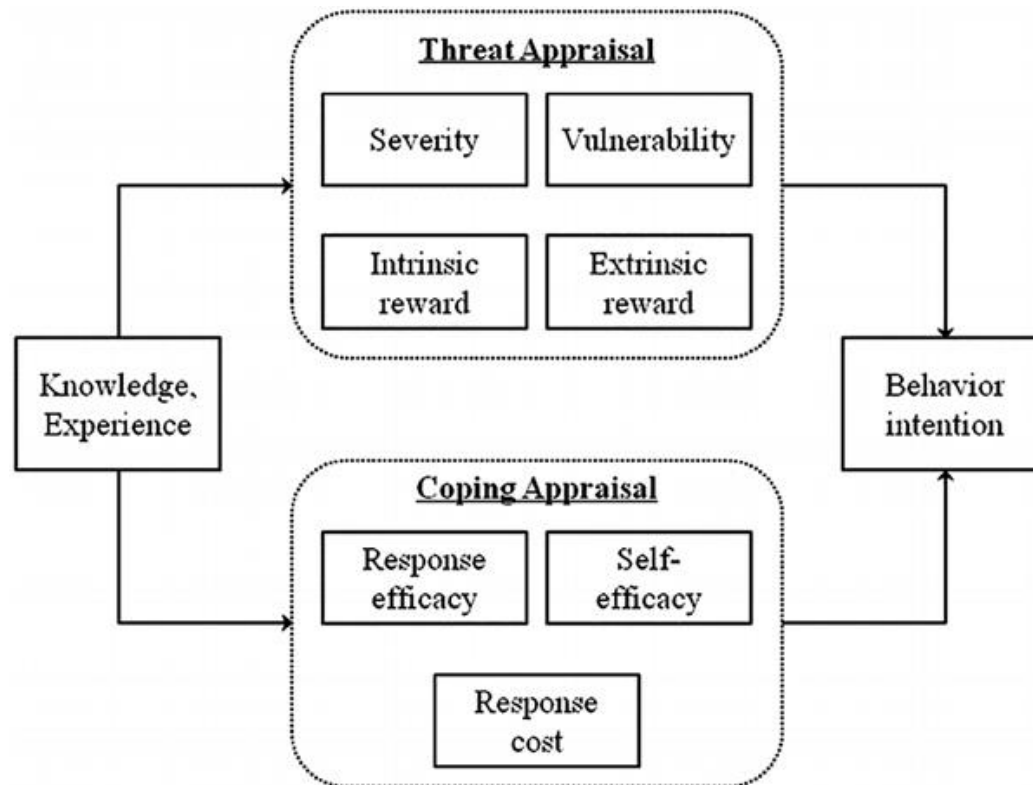 Threat Appraisal
Severity
Vulnerability
Intrinsic
reward
Extrinsic
reward
Knowledge,
Experience
Behavior
intention
Coping Appraisal
Response
efficacy
Self-
efficacy
Response
cost